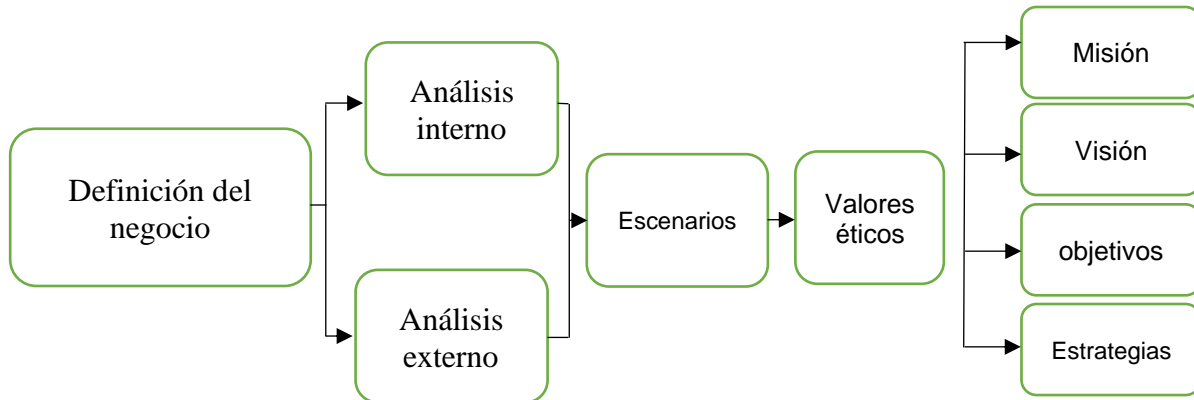 Definición del
negocio
Análisis
interno
Análisis
externo
Escenarios
Valores
éticos
Misión
Visión
objetivos
Estrategias